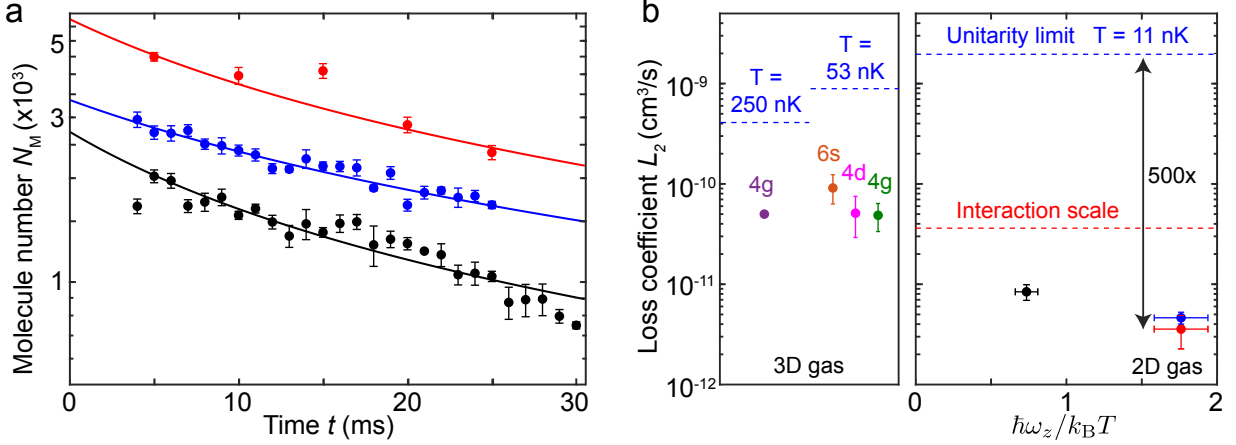 a
Molecule number N_M (x10³)
5
3
1
0
10
20
30
Time t (ms)
b
Loss coefficient L₂ (cm³/s)
10⁻⁹
10⁻¹⁰
10⁻¹¹
10⁻¹²
T =
250 nK
T =
53 nK
4g
6s
4d
4g
3D gas
Unitarity limit T = 11 nK
500x
Interaction scale
2D gas
0
1
2
ħω_z/k_BT